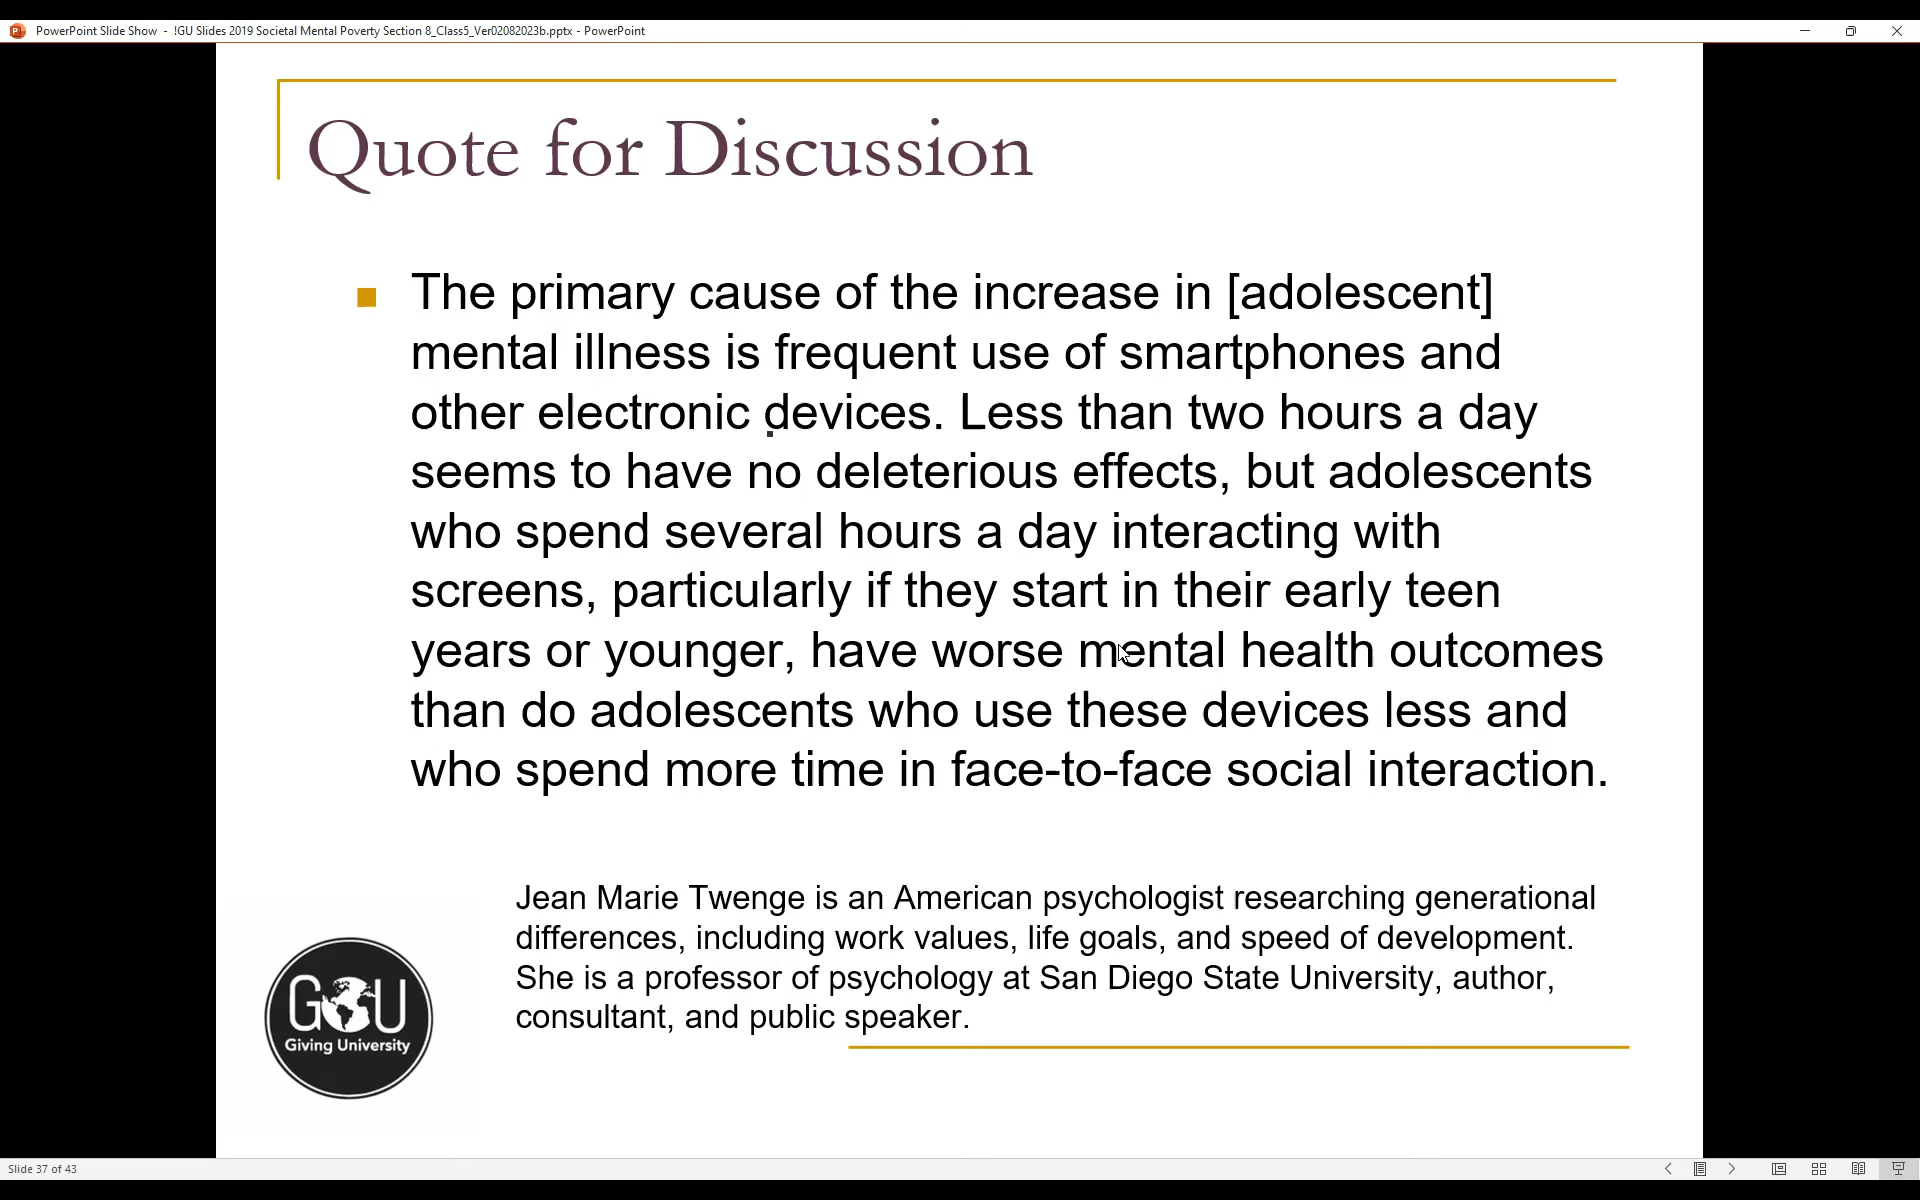 PowerPoint Slide Show - !GU Slides 2019 Societal Mental Poverty Section 8_Class5_Ver02082023b.pptx - PowerPoint
Quote for Discussion
The primary cause of the increase in [adolescent]
mental illness is frequent use of smartphones and
other electronic devices. Less than two hours a day
seems to have no deleterious effects, but adolescents
who spend several hours a day interacting with
screens, particularly if they start in their early teen
years or younger, have worse mental health outcomes
than do adolescents who use these devices less and
who spend more time in face-to-face social interaction.
Jean Marie Twenge is an American psychologist researching generational
differences, including work values, life goals, and speed of development.
She is a professor of psychology at San Diego State University, author,
consultant, and public speaker.
GU
Giving University
Slide 37 of 43